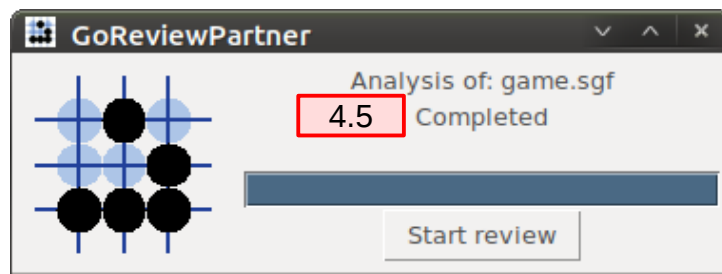 GoReviewPartner
Analysis of: game.sgf
4.5 Completed
Start review